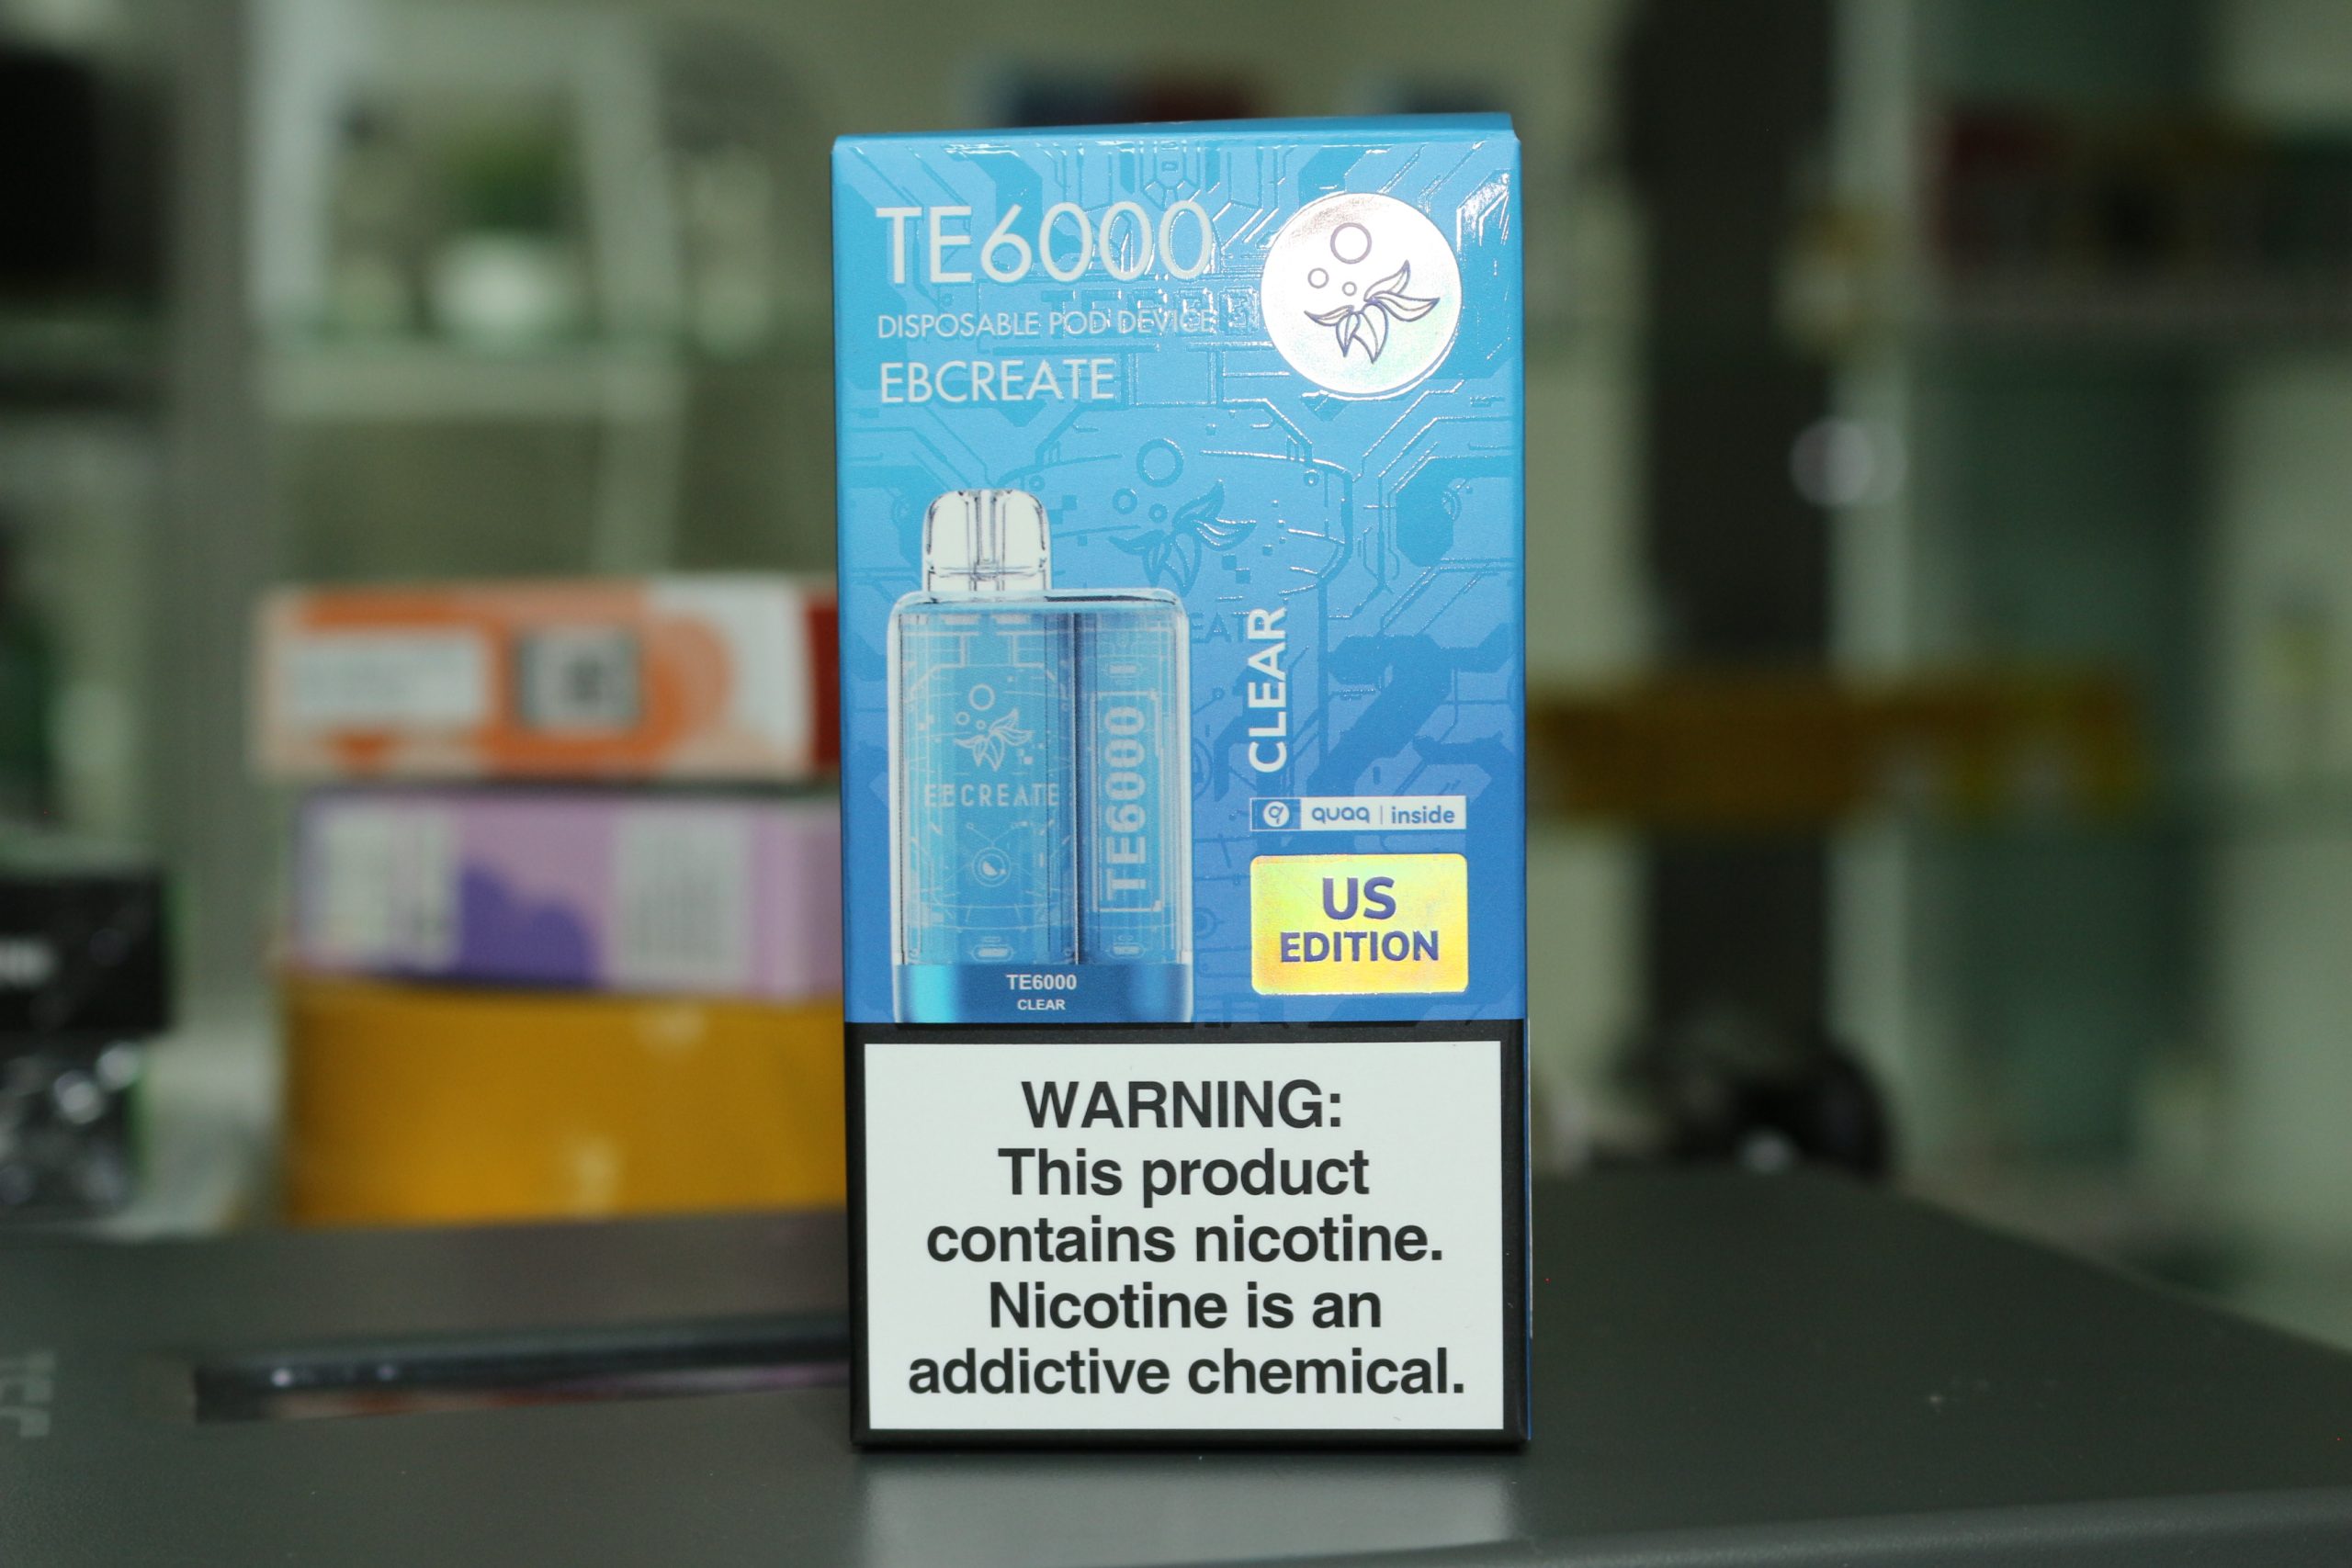 TE6000
DISPOSABLE POD DEVICE
EBCREATE
CLEAR
EBCREATE
TE6000
TE6000
CLEAR
quaq | inside
US
EDITION
WARNING:
This product
contains nicotine.
Nicotine is an
addictive chemical.